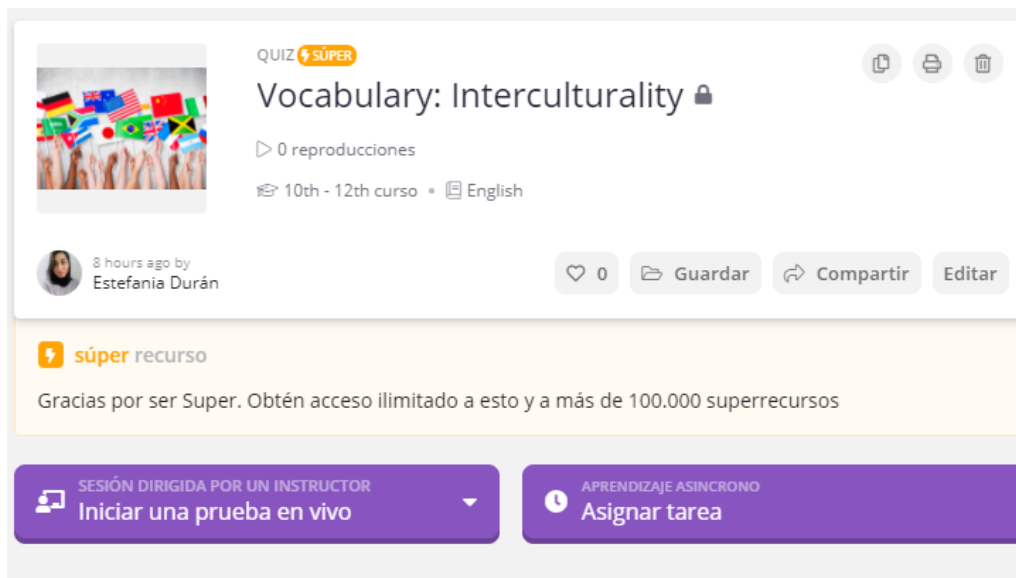 QUIZ SÚPER
Vocabulary: Interculturality
0 reproducciones
10th - 12th curso • English
8 hours ago by
Estefania Durán
0 Guardar Compartir Editar
súper recurso
Gracias por ser Super. Obtén acceso ilimitado a esto y a más de 100.000 superrecursos
SESIÓN DIRIGIDA POR UN INSTRUCTOR
Iniciar una prueba en vivo
APRENDIZAJE ASINCRONO
Asignar tarea